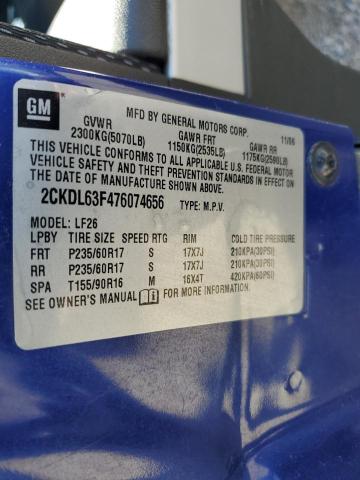 GM
MFD BY GENERAL MOTORS CORP. 11/06
GVWR GAWR FRT GAWR RR
2300KG(5070LB) 1150KG(2535LB) 1175KG(2590LB)
THIS VEHICLE CONFORMS TO ALL APPLICABLE U.S. FEDERAL MOTOR
VEHICLE SAFETY AND THEFT PREVENTION STANDARDS IN EFFECT ON
THE DATE OF MANUFACTURE SHOWN ABOVE.
2CKDL63F476074656 TYPE: M.P.V.
MODEL: LF26
LPBY TIRE SIZE SPEED RTG RIM COLD TIRE PRESSURE
FRT P235/60R17 S 17X7J 210KPA(30PSI)
RR P235/60R17 S 17X7J 210KPA(30PSI)
SPA T155/90R16 M 16X4T 420KPA(60PSI)
SEE OWNER'S MANUAL FOR MORE INFORMATION.